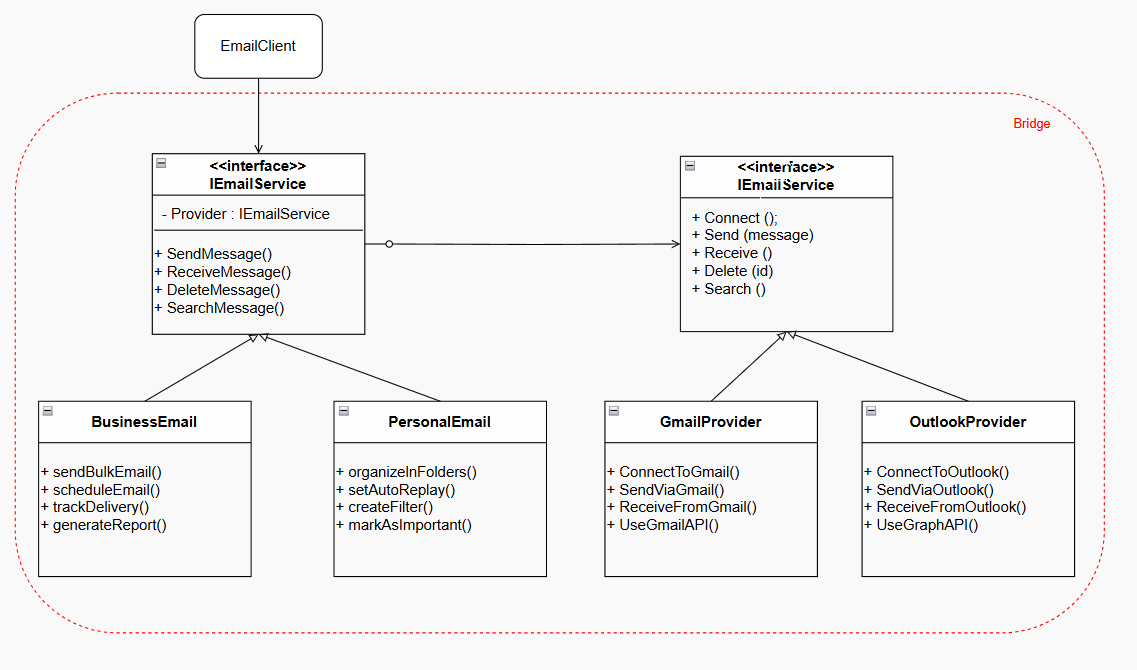 EmailClient
Bridge
<<interface>>
IEmailService
- Provider : IEmailService
+ SendMessage()
+ ReceiveMessage()
+ DeleteMessage()
+ SearchMessage()
<<interface>>
IEmailService
+ Connect ();
+ Send (message)
+ Receive ()
+ Delete (id)
+ Search ()
BusinessEmail
+ sendBulkEmail()
+ scheduleEmail()
+ trackDelivery()
+ generateReport()
PersonalEmail
+ organizeInFolders()
+ setAutoReplay()
+ createFilter()
+ markAsImportant()
GmailProvider
+ ConnectToGmail()
+ SendViaGmail()
+ ReceiveFromGmail()
+ UseGmailAPI()
OutlookProvider
+ ConnectToOutlook()
+ SendViaOutlook()
+ ReceiveFromOutlook()
+ UseGraphAPI()